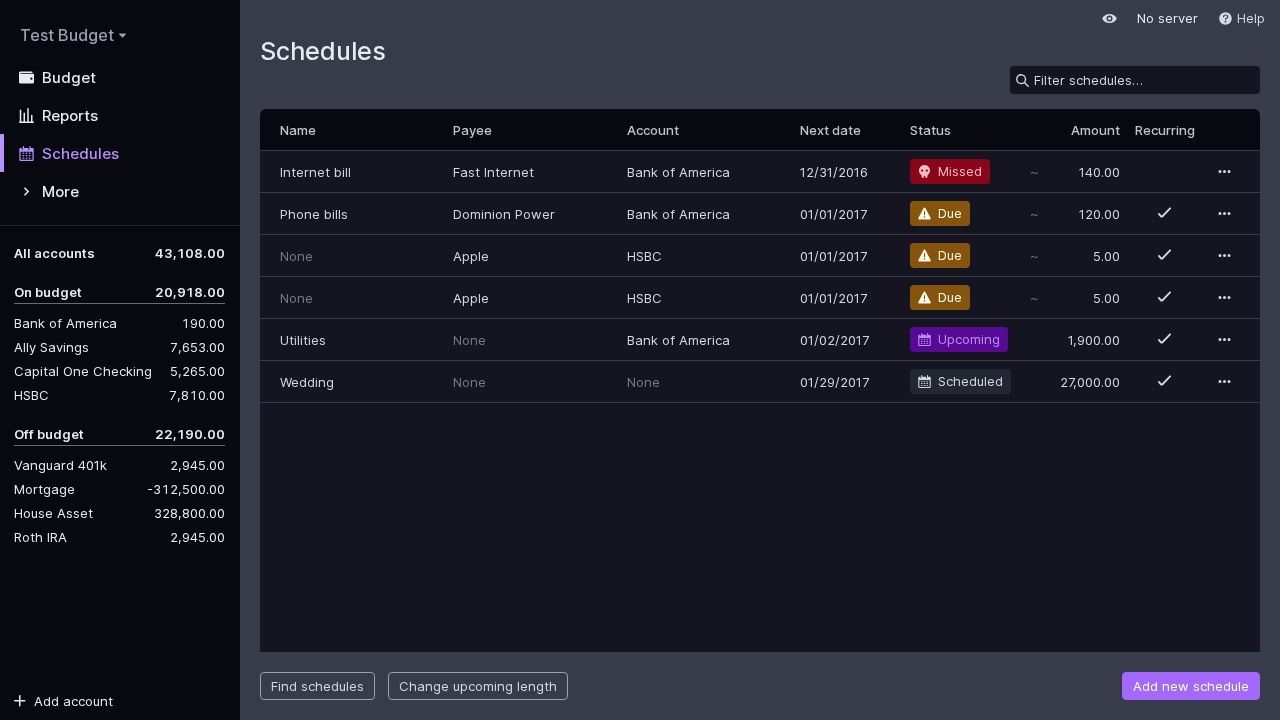 Test Budget
Budget
Reports
Schedules
More
All accounts 43,108.00
On budget 20,918.00
Bank of America 190.00
Ally Savings 7,653.00
Capital One Checking 5,265.00
HSBC 7,810.00
Off budget 22,190.00
Vanguard 401k 2,945.00
Mortgage -312,500.00
House Asset 328,800.00
Roth IRA 2,945.00
Add account
No server Help
Schedules
Filter schedules…
Name Payee Account Next date Status Amount Recurring
Internet bill Fast Internet Bank of America 12/31/2016 Missed ~ 140.00
Phone bills Dominion Power Bank of America 01/01/2017 Due ~ 120.00
None Apple HSBC 01/01/2017 Due ~ 5.00
None Apple HSBC 01/01/2017 Due ~ 5.00
Utilities None Bank of America 01/02/2017 Upcoming 1,900.00
Wedding None None 01/29/2017 Scheduled 27,000.00
Find schedules Change upcoming length Add new schedule